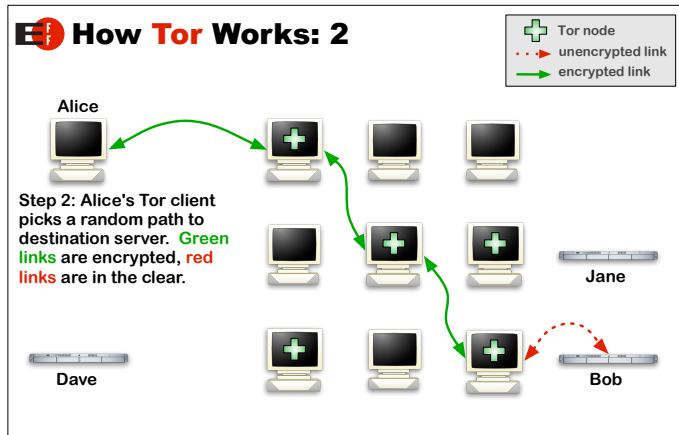 EFF How Tor Works: 2
Tor node
unencrypted link
encrypted link
Alice
Step 2: Alice's Tor client
picks a random path to
destination server. Green
links are encrypted, red
links are in the clear.
Jane
Dave
Bob